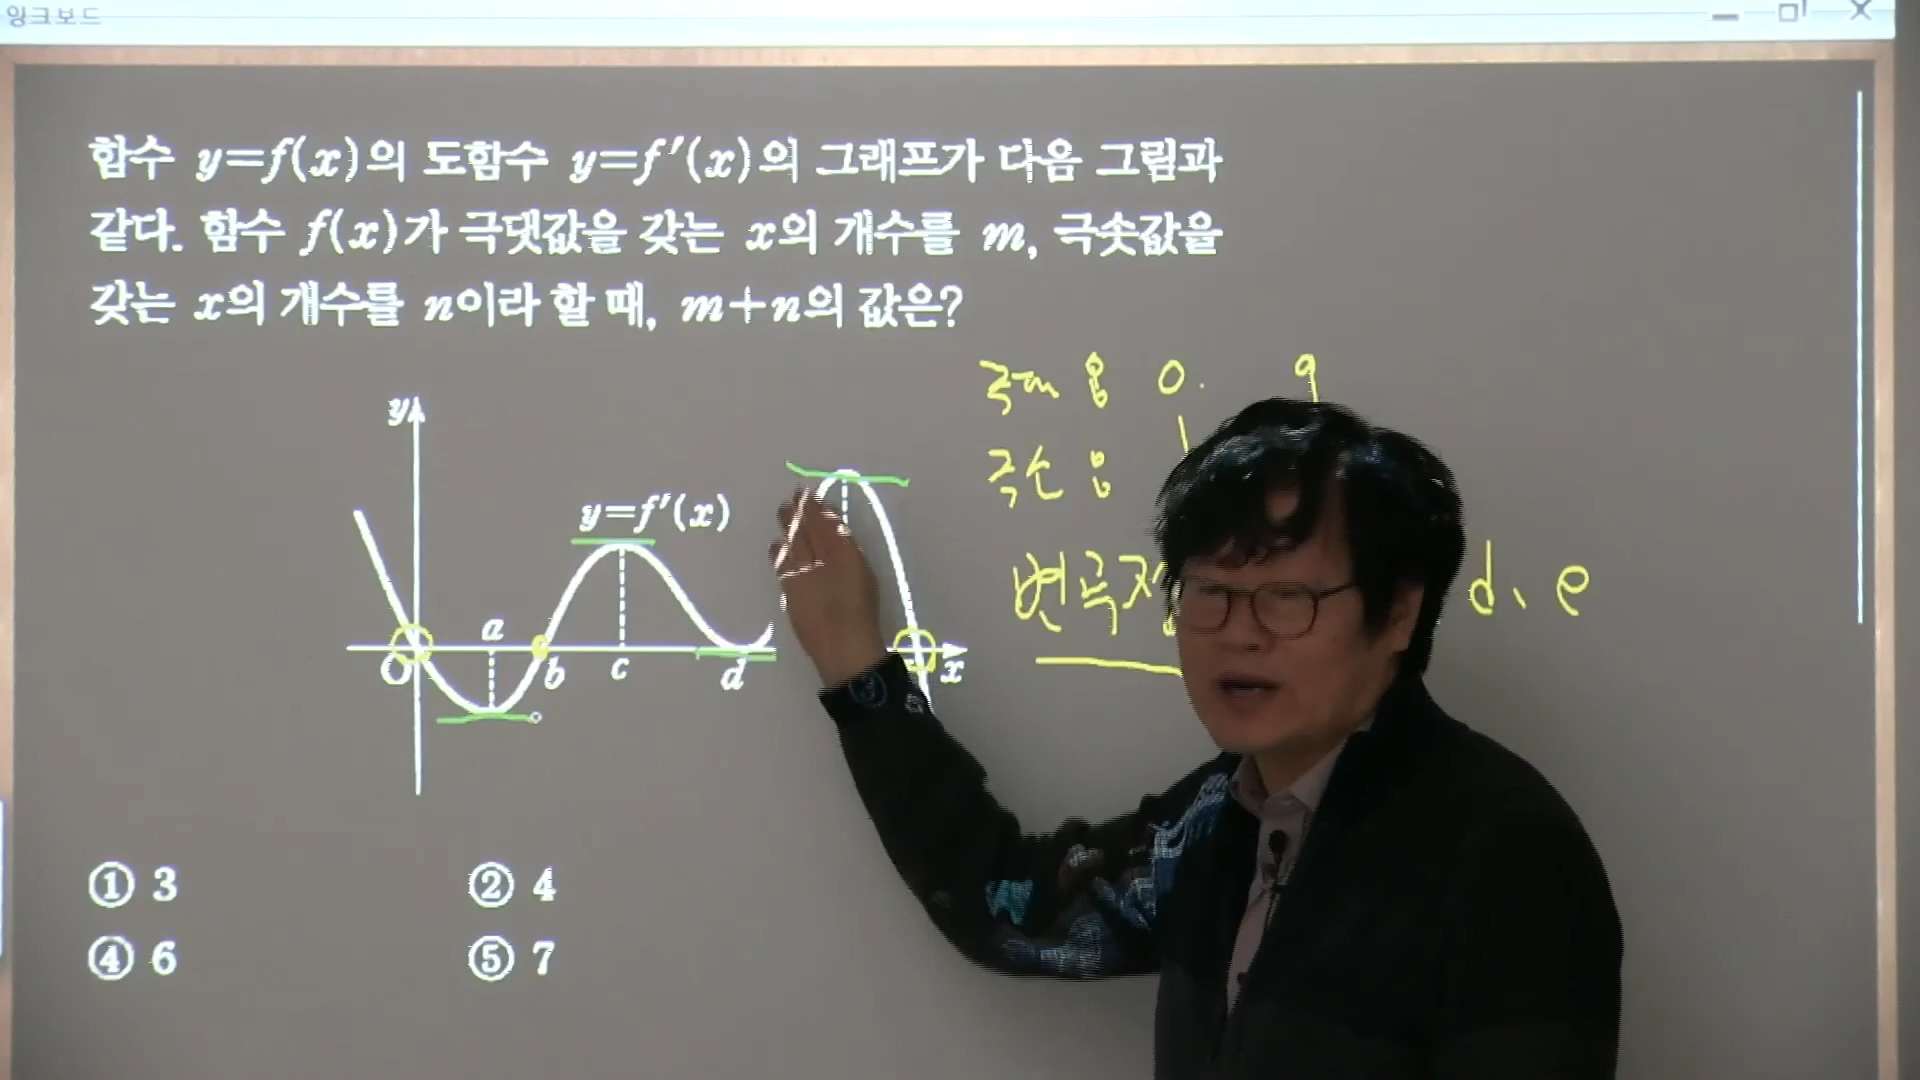 잉크보드
함수 y=f(x)의 도함수 y=f′(x)의 그래프가 다음 그림과
같다. 함수 f(x)가 극댓값을 갖는 x의 개수를 m, 극솟값을
갖는 x의 개수를 n이라 할 때, m+n의 값은?
극대 용 0.
극소 용
변곡점 d, e
y
y=f′(x)
a
O b c d x
① 3 ② 4
④ 6 ⑤ 7